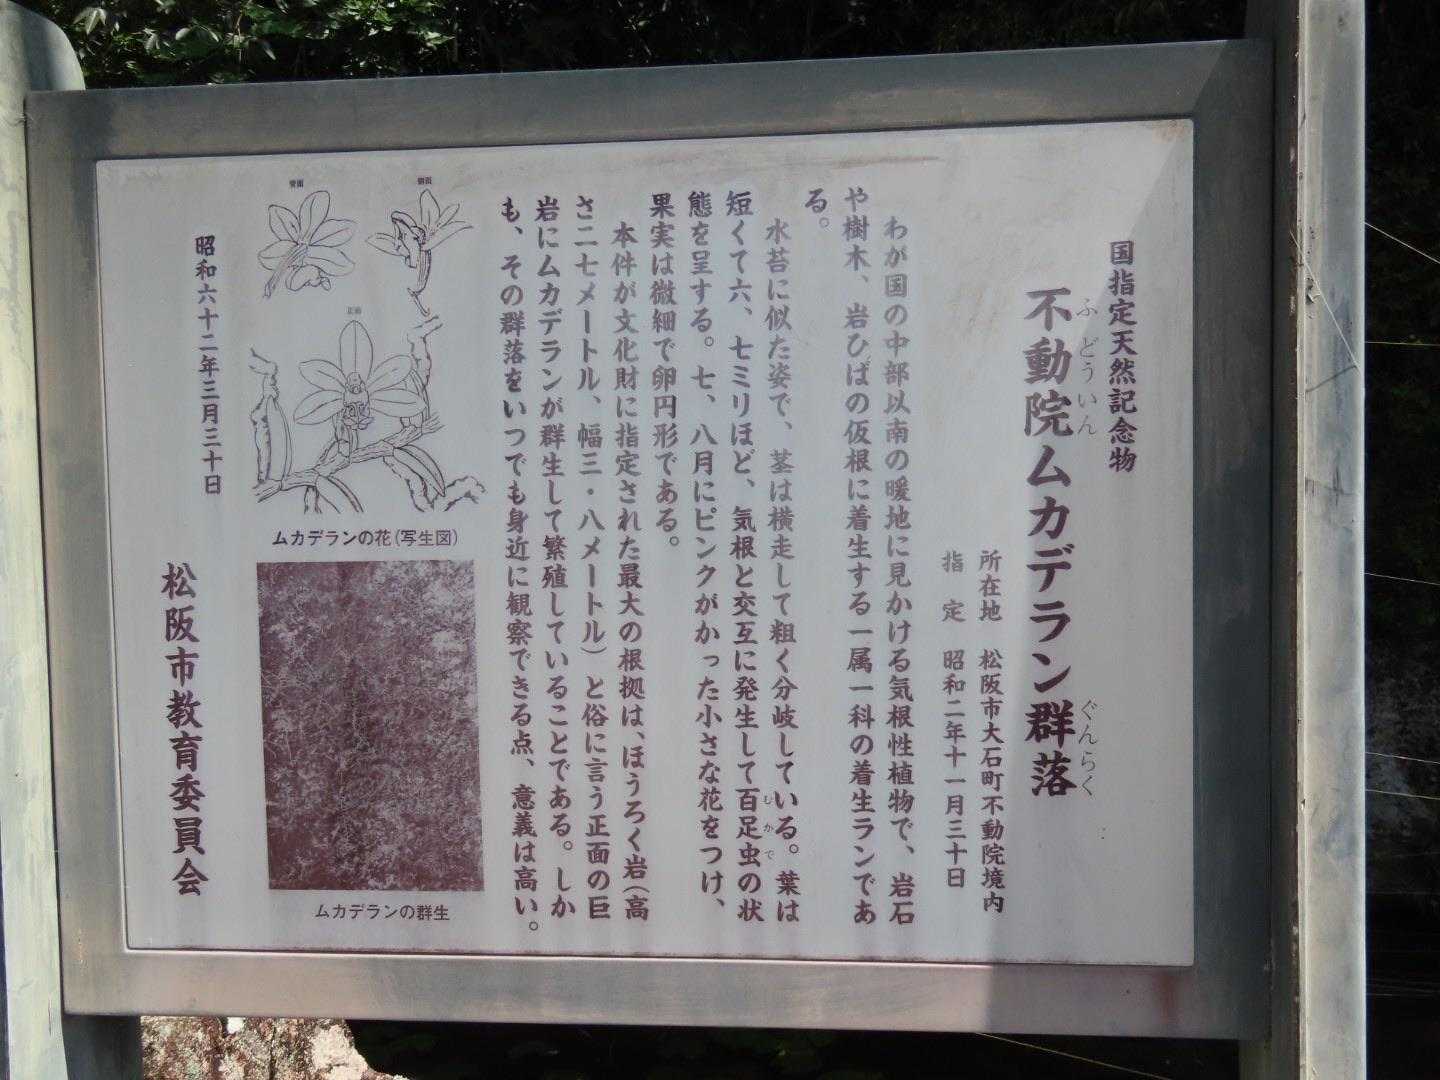 国指定天然記念物
ふどういん
不動院ムカデラン群落
ぐんらく
所在地 松阪市大石町不動院境内
指 定 昭和二年十一月三十日
わが国の中部以南の暖地に見かける気根性植物で、岩石
や樹木、岩ひばの仮根に着生する一属一科の着生ランであ
る。
水苔に似た姿で、茎は横走して粗く分岐している。葉は
短くて六、七ミリほど、気根と交互に発生して百足虫の状
むかで
態を呈する。七、八月にピンクがかった小さな花をつけ、
果実は微細で卵円形である。
本件が文化財に指定された最大の根拠は、ほうろく岩(高
さ二七メートル、幅三・八メートル)と俗に言う正面の巨
岩にムカデランが群生して繁殖していることである。しか
も、その群落をいつでも身近に観察できる点、意義は高い。
背面
側面
正面
ムカデランの花(写生図)
ムカデランの群生
昭和六十二年三月三十日
松阪市教育委員会